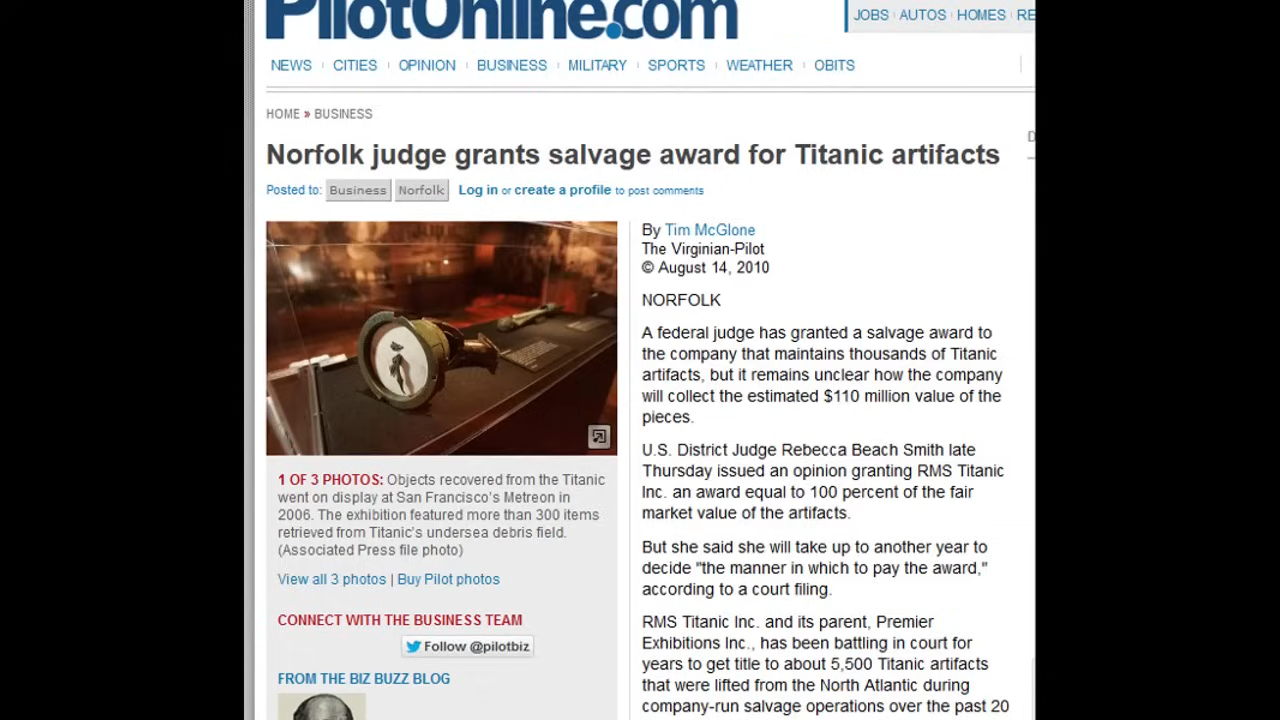 PilotOnline.com
JOBS AUTOS HOMES RE
NEWS CITIES OPINION BUSINESS MILITARY SPORTS WEATHER OBITS
HOME » BUSINESS
Norfolk judge grants salvage award for Titanic artifacts
Posted to: Business Norfolk Log in or create a profile to post comments
1 OF 3 PHOTOS: Objects recovered from the Titanic
went on display at San Francisco's Metreon in
2006. The exhibition featured more than 300 items
retrieved from Titanic's undersea debris field.
(Associated Press file photo)
View all 3 photos | Buy Pilot photos
CONNECT WITH THE BUSINESS TEAM
Follow @pilotbiz
FROM THE BIZ BUZZ BLOG
By Tim McGlone
The Virginian-Pilot
© August 14, 2010
NORFOLK
A federal judge has granted a salvage award to
the company that maintains thousands of Titanic
artifacts, but it remains unclear how the company
will collect the estimated $110 million value of the
pieces.
U.S. District Judge Rebecca Beach Smith late
Thursday issued an opinion granting RMS Titanic
Inc. an award equal to 100 percent of the fair
market value of the artifacts.
But she said she will take up to another year to
decide "the manner in which to pay the award,"
according to a court filing.
RMS Titanic Inc. and its parent, Premier
Exhibitions Inc., has been battling in court for
years to get title to about 5,500 Titanic artifacts
that were lifted from the North Atlantic during
company-run salvage operations over the past 20